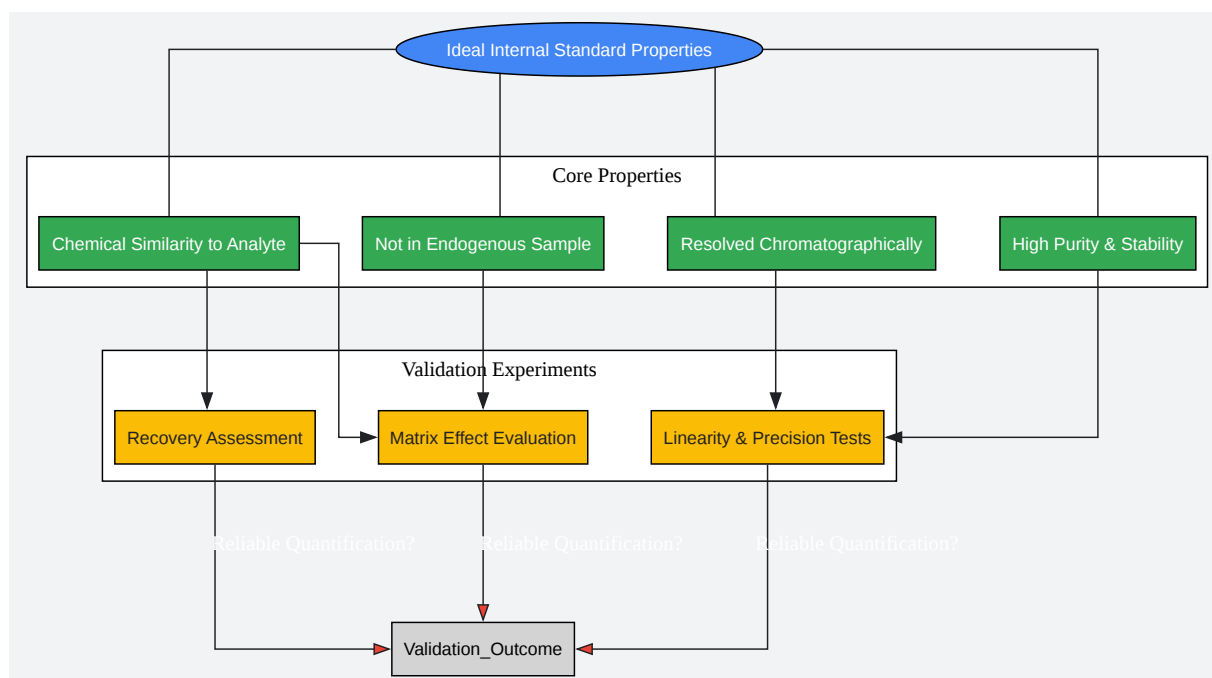 Ideal Internal Standard Properties
Core Properties
Chemical Similarity to Analyte
Not in Endogenous Sample
Resolved Chromatographically
High Purity & Stability
Validation Experiments
Recovery Assessment
Matrix Effect Evaluation
Linearity & Precision Tests
Reliable Quantification?
Reliable Quantification?
Reliable Quantification?
Validation_Outcome